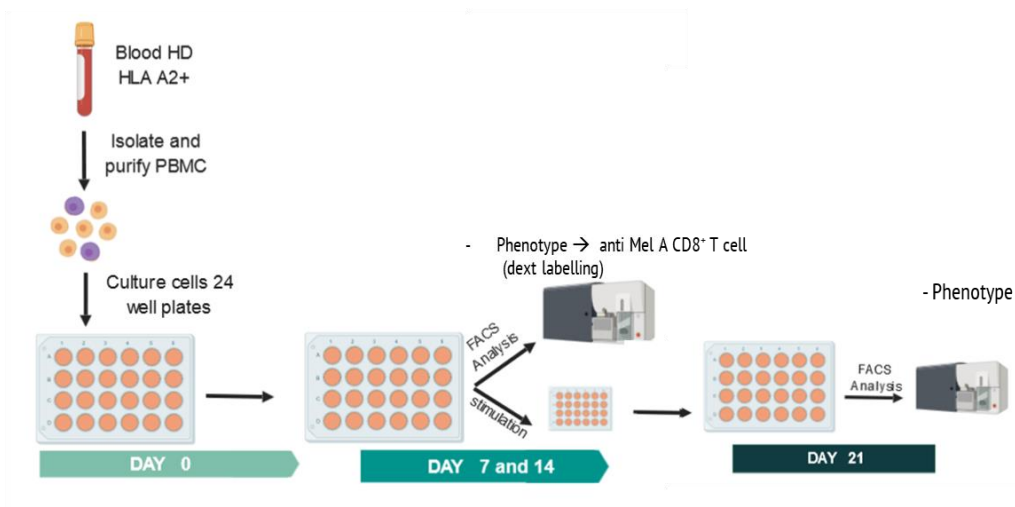 Blood HD
HLA A2+
Isolate and
purify PBMC
Culture cells 24
well plates
DAY 0
- Phenotype → anti Mel A CD8⁺ T cell
(dext labelling)
FACS
Analysis
stimulation
DAY 7 and 14
- Phenotype
FACS
Analysis
DAY 21